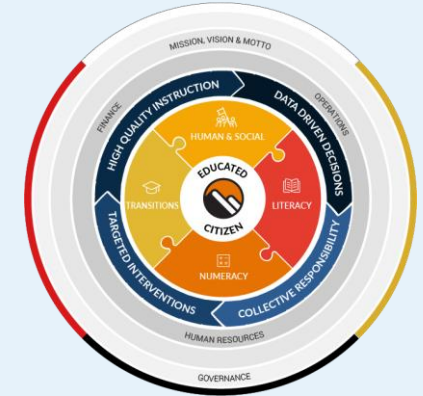 MISSION, VISION & MOTTO
FINANCE
OPERATIONS
HIGH QUALITY INSTRUCTION
DATA DRIVEN DECISIONS
HUMAN & SOCIAL
EDUCATED
CITIZEN
TRANSITIONS
LITERACY
NUMERACY
TARGETED INTERVENTIONS
COLLECTIVE RESPONSIBILITY
HUMAN RESOURCES
GOVERNANCE